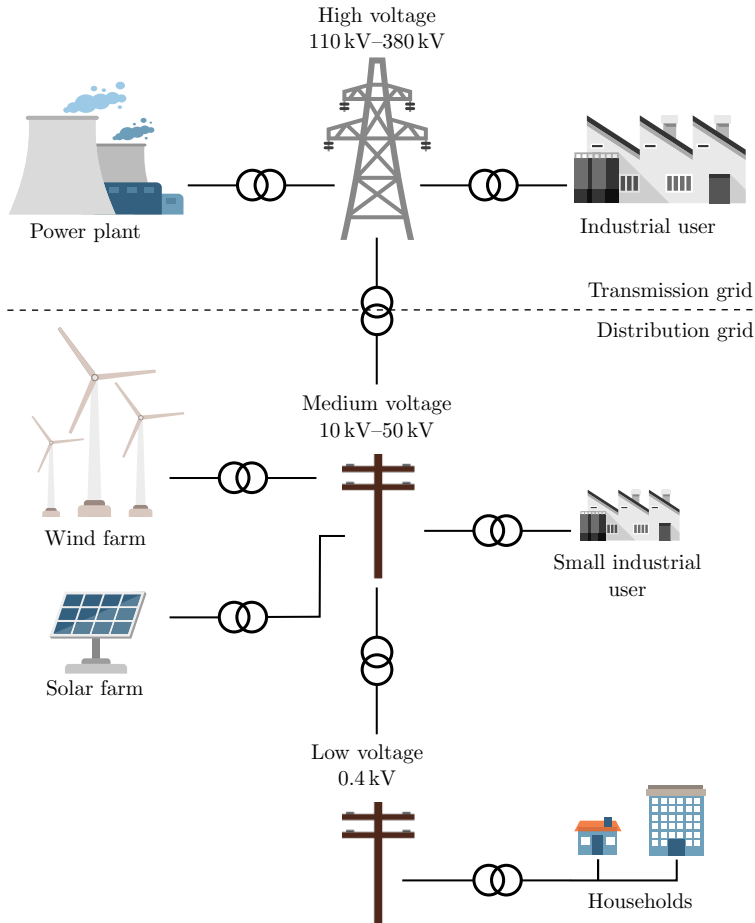 High voltage
110 kV–380 kV
Power plant
Industrial user
Transmission grid
Distribution grid
Medium voltage
10 kV–50 kV
Wind farm
Small industrial
user
Solar farm
Low voltage
0.4 kV
Households